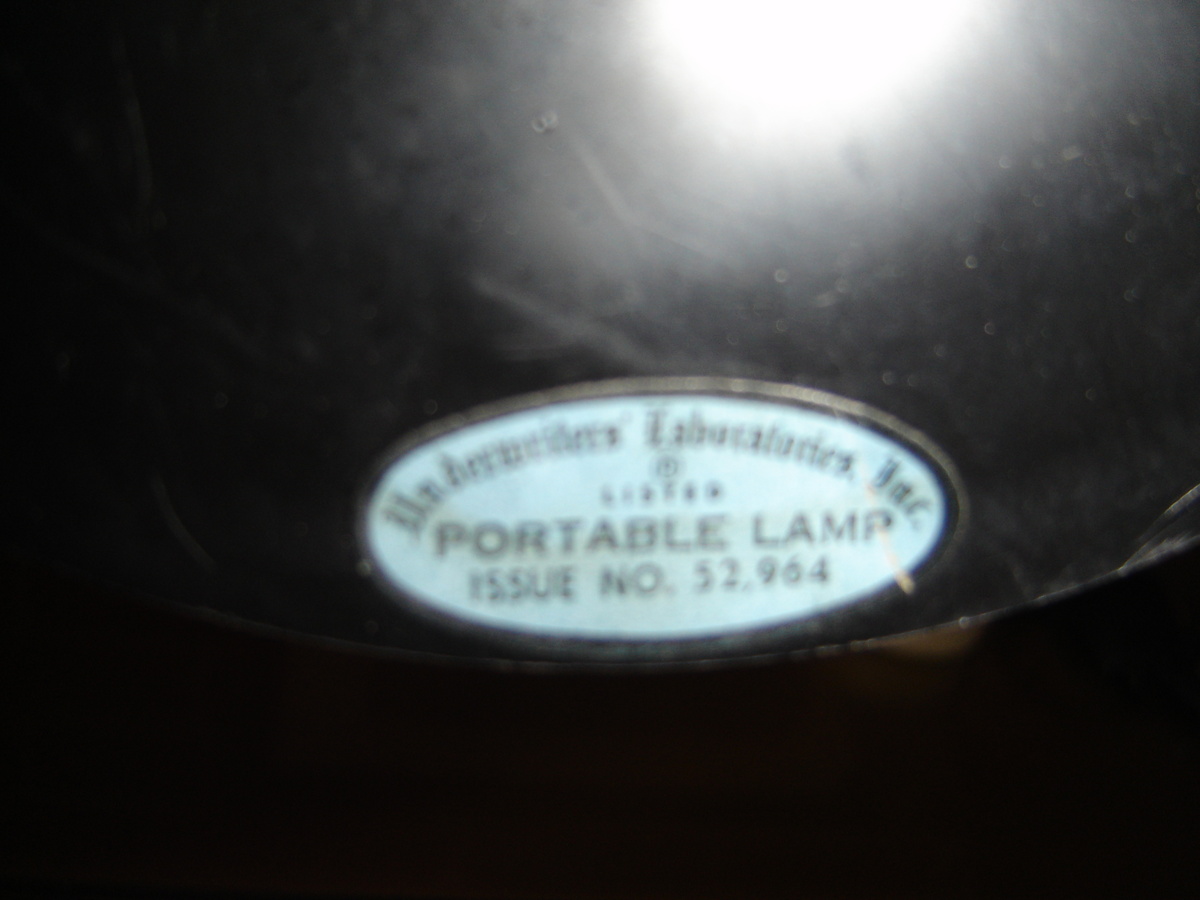 Underwriters' Laboratories, Inc.
LISTED
PORTABLE LAMP
ISSUE NO. 52,964